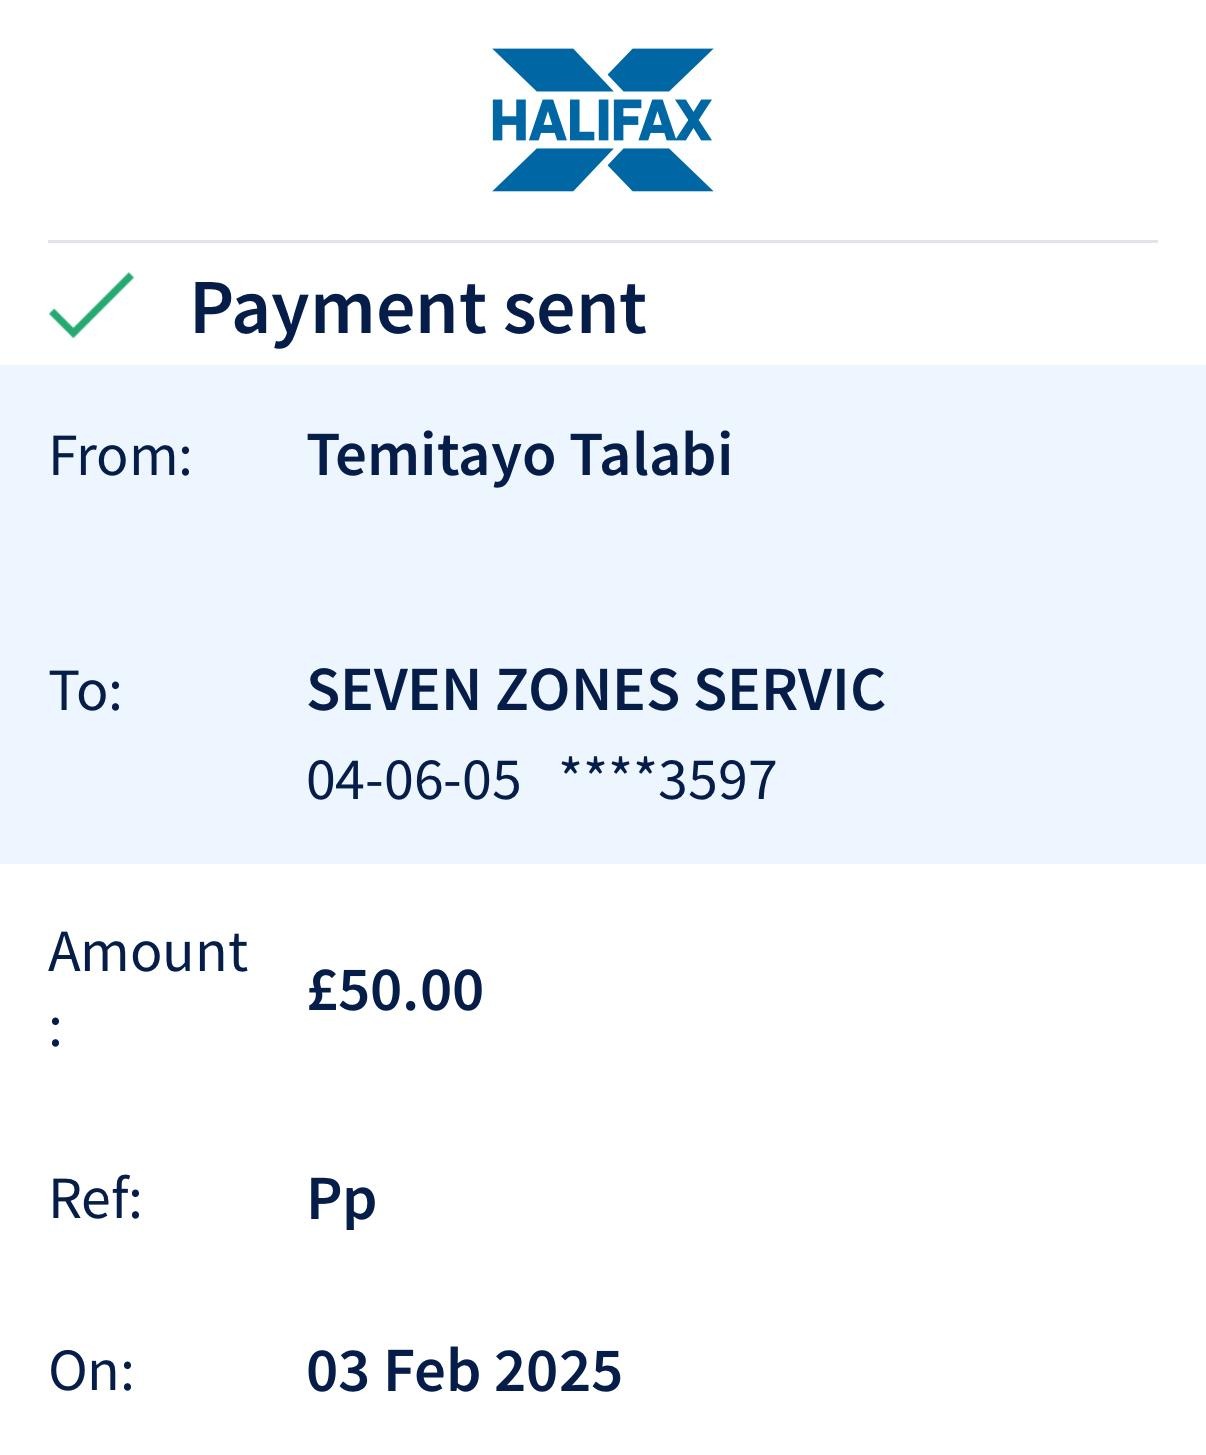 HALIFAX
Payment sent
From: Temitayo Talabi
To: SEVEN ZONES SERVIC
04-06-05 ****3597
Amount
:
£50.00
Ref: Pp
On: 03 Feb 2025